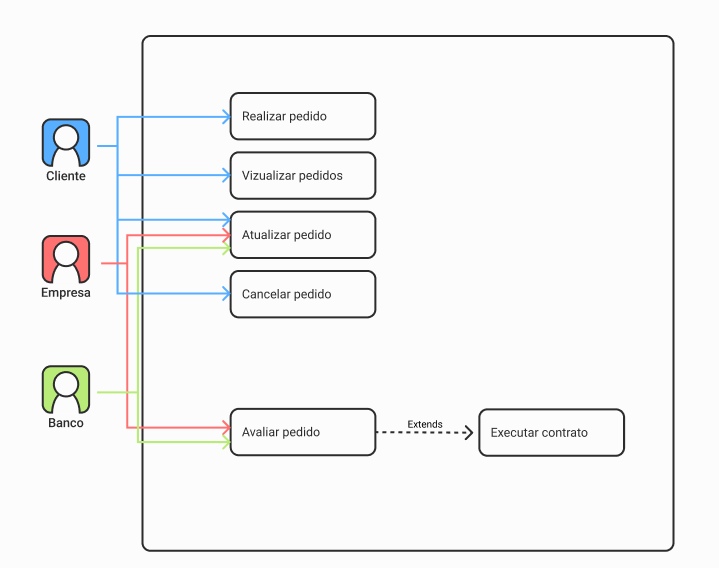 Realizar pedido
Cliente
Vizualizar pedidos
Atualizar pedido
Empresa
Cancelar pedido
Banco
Avaliar pedido
Extends
Executar contrato